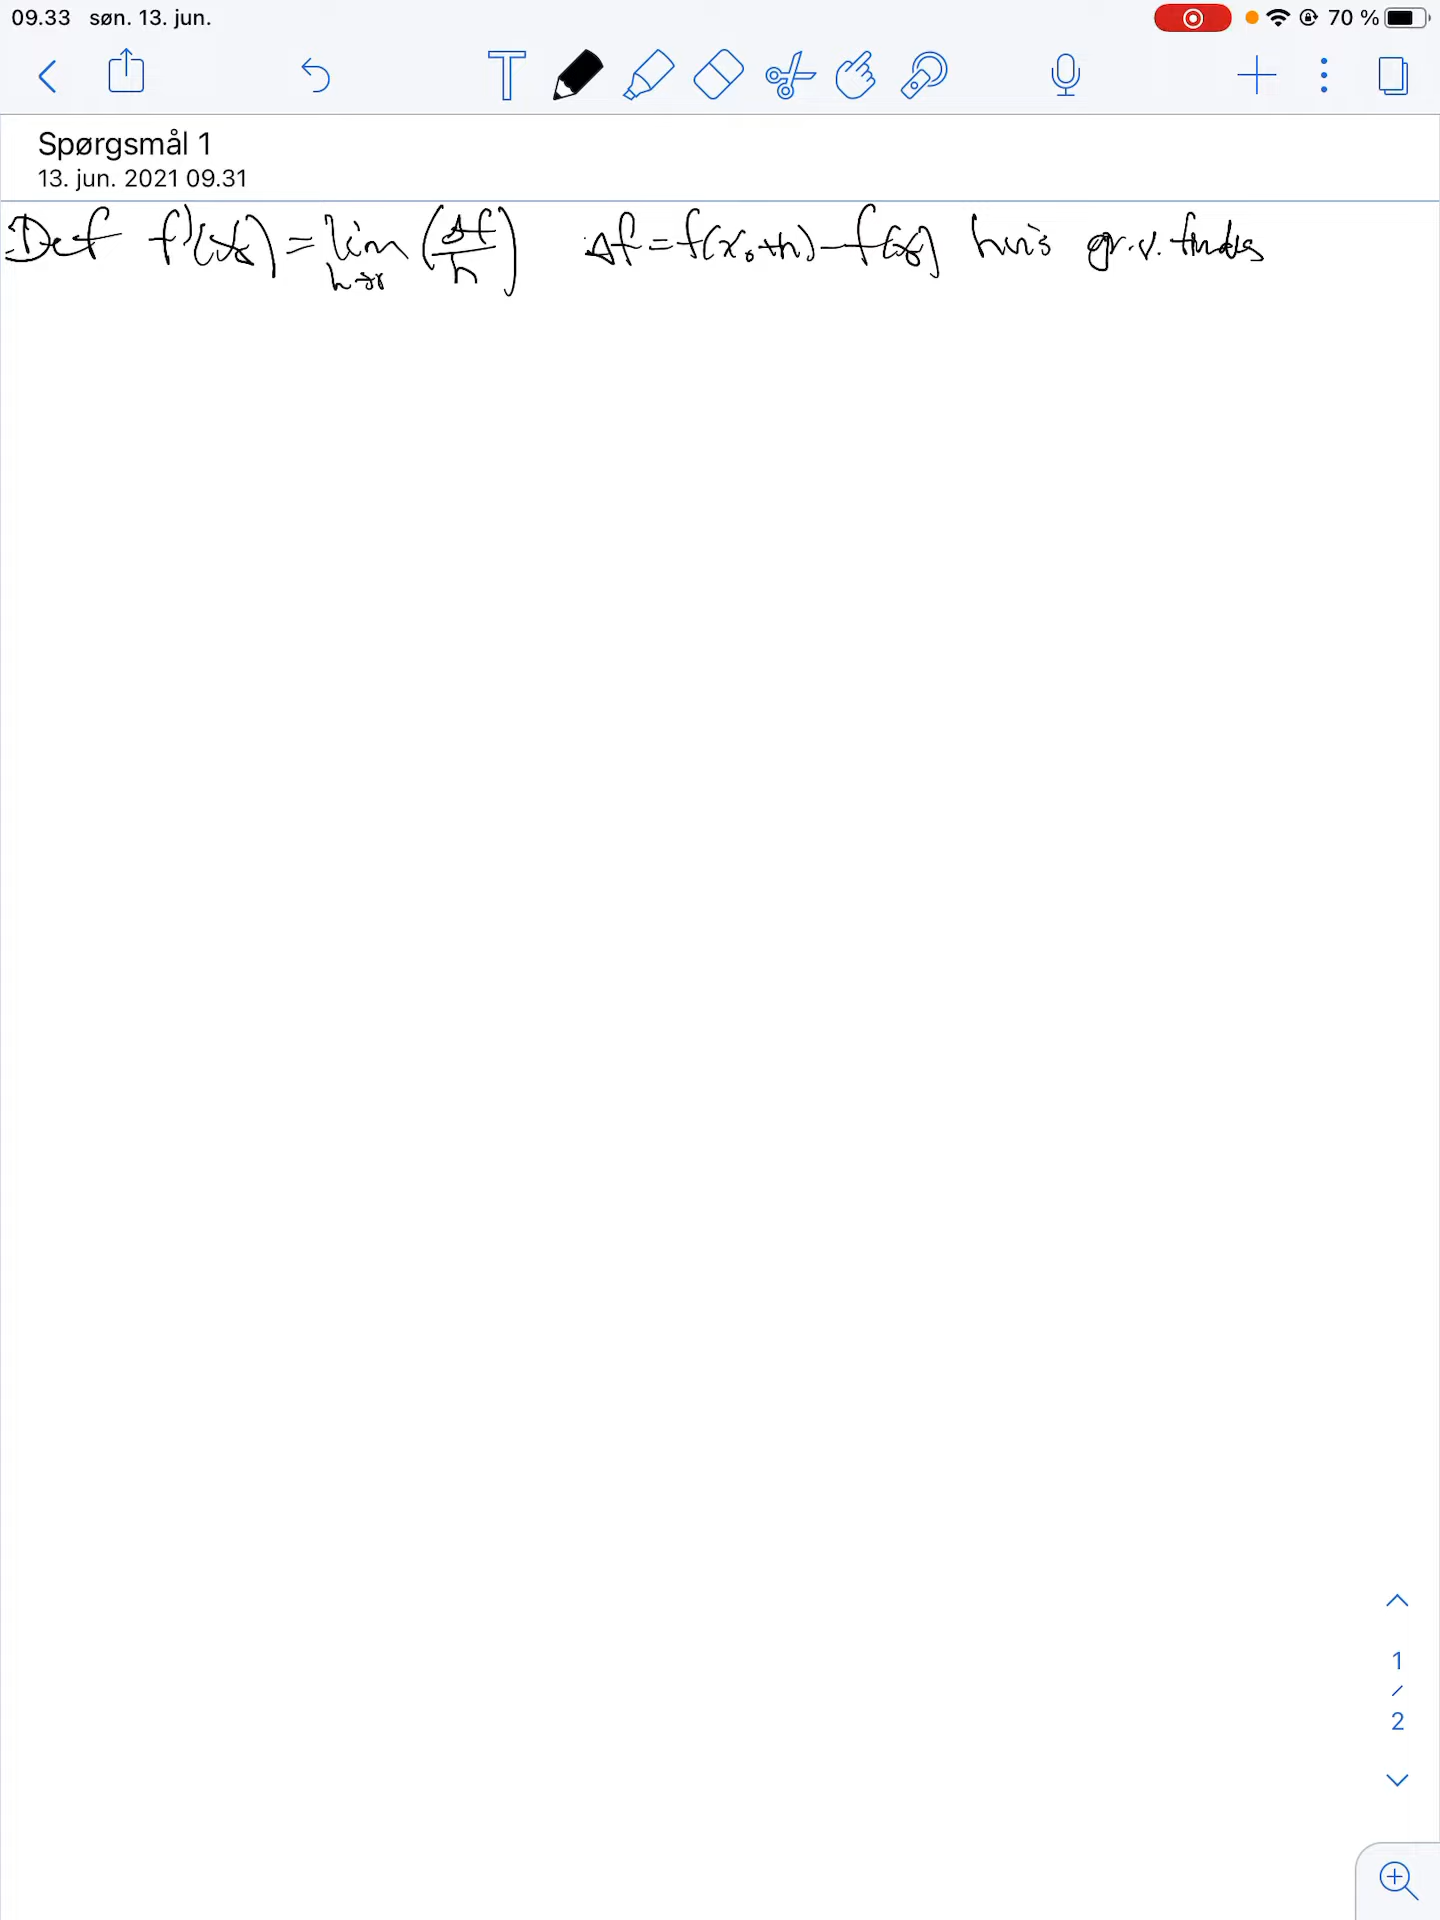 09.33 søn. 13. jun. 70 %
T
Spørgsmål 1
13. jun. 2021 09.31
Def f'(x₀) = lim (Δf/h) Δf = f(x₀+h) - f(x₀) hvis gr.v. findes
h→0
1
/
2